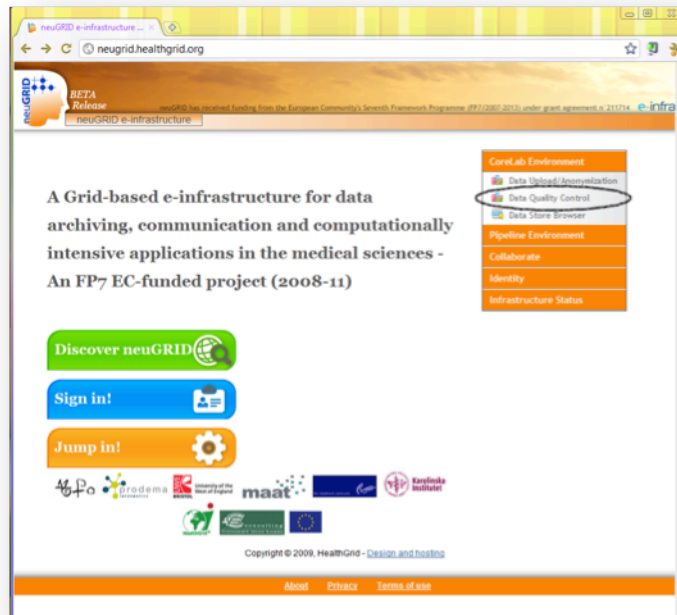 neuGRID e-infrastructure ...
neugrid.healthgrid.org
neuGRID
BETA
Release
neuGRID has received funding from the European Community's Seventh Framework Programme (FP7/2007-2013) under grant agreement n° 211714
e-infra
neuGRID e-infrastructure
CoreLab Environment
Data Upload/Anonymization
Data Quality Control
Data Store Browser
Pipeline Environment
Collaborate
Identity
Infrastructure Status
A Grid-based e-infrastructure for data
archiving, communication and computationally
intensive applications in the medical sciences -
An FP7 EC-funded project (2008-11)
Discover neuGRID
Sign in!
Jump in!
prodema
University of the
West of England
BRISTOL
maat
Karolinska
Institutet
Copyright © 2009, HealthGrid - Design and hosting
About Privacy Terms of use